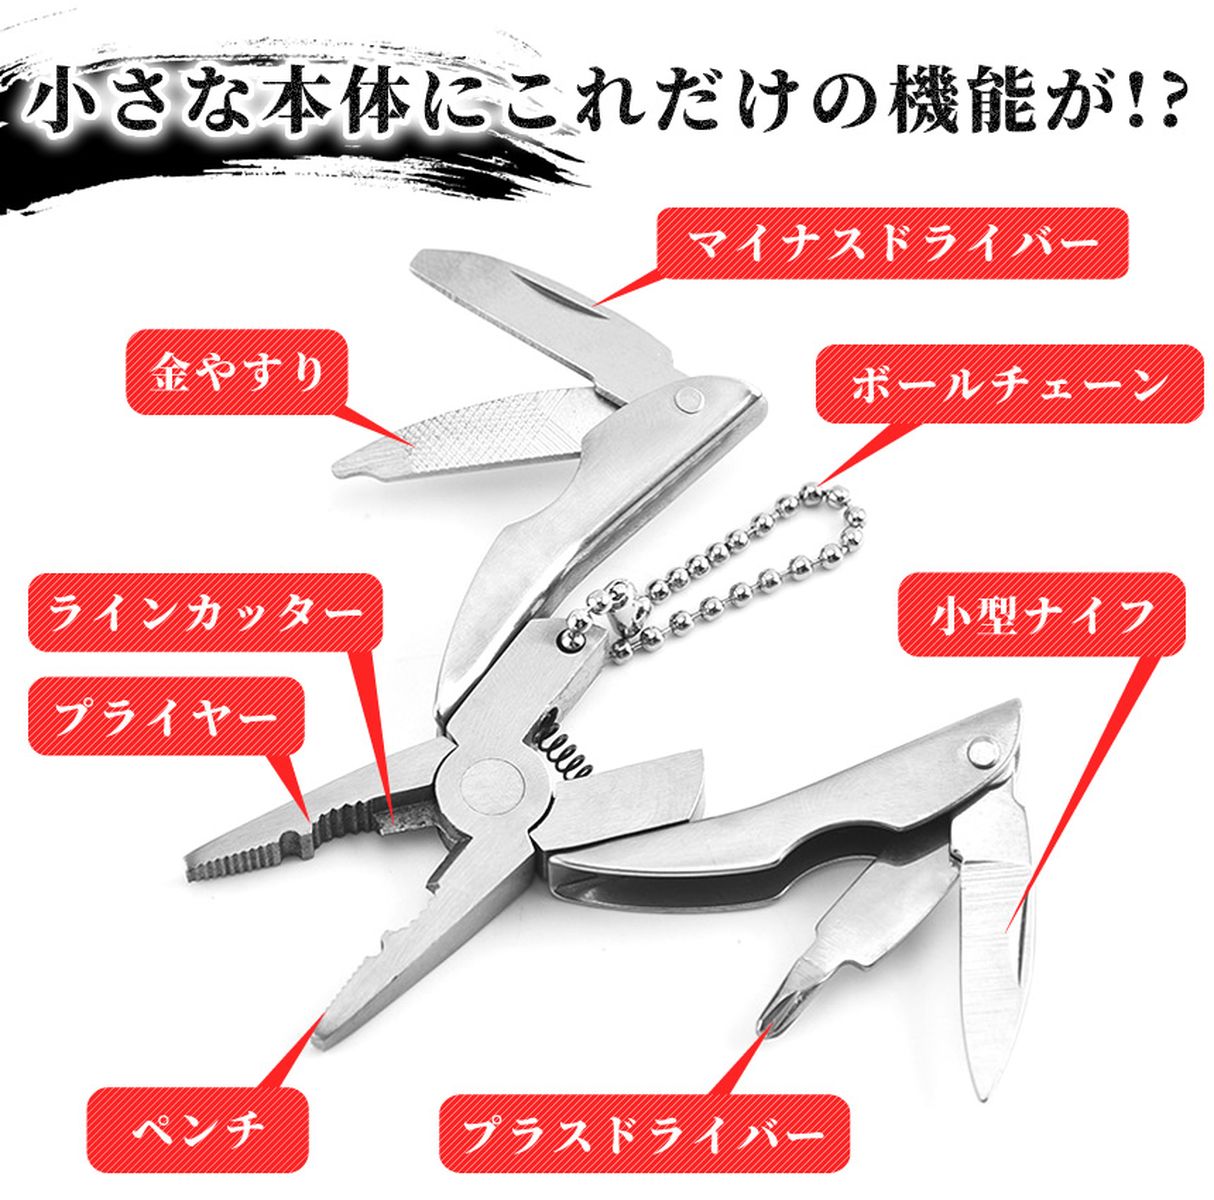 小さな本体にこれだけの機能が!?
マイナスドライバー
金やすり
ボールチェーン
ラインカッター
小型ナイフ
プライヤー
ペンチ
プラスドライバー